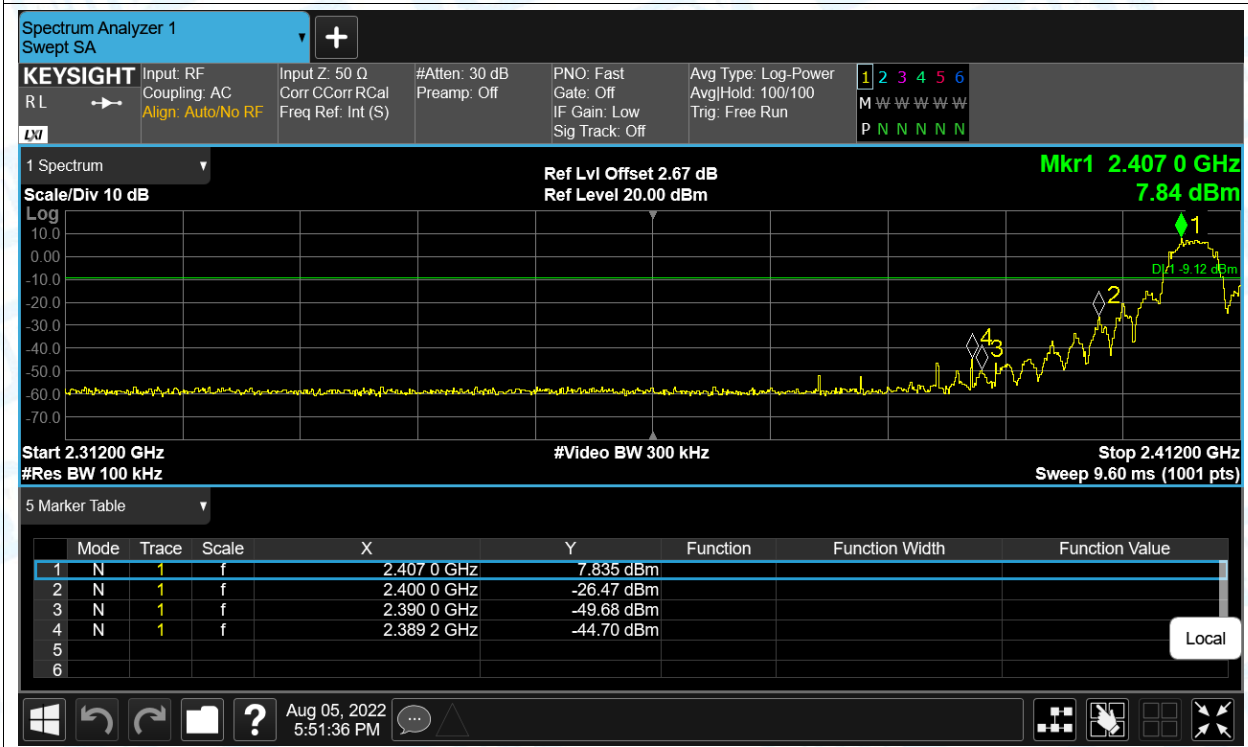 Spectrum Analyzer 1
Swept SA
KEYSIGHT Input: RF Input Z: 50 Ω #Atten: 30 dB PNO: Fast Avg Type: Log-Power 1 2 3 4 5 6
RL Coupling: AC Corr CCorr RCal Preamp: Off Gate: Off Avg|Hold: 100/100 M W W W W W
Align: Auto/No RF Freq Ref: Int (S) IF Gain: Low Trig: Free Run
LXI Sig Track: Off P N N N N N
1 Spectrum Ref Lvl Offset 2.67 dB Mkr1 2.407 0 GHz
Scale/Div 10 dB Ref Level 20.00 dBm 7.84 dBm
Log
10.0 1
0.00
-10.0 DL1 -9.12 dBm
-20.0 2
-30.0
-40.0 4 3
-50.0
-60.0
-70.0
Start 2.31200 GHz #Video BW 300 kHz Stop 2.41200 GHz
#Res BW 100 kHz Sweep 9.60 ms (1001 pts)
5 Marker Table
Mode Trace Scale X Y Function Function Width Function Value
1 N 1 f 2.407 0 GHz 7.835 dBm
2 N 1 f 2.400 0 GHz -26.47 dBm
3 N 1 f 2.390 0 GHz -49.68 dBm
4 N 1 f 2.389 2 GHz -44.70 dBm
5
6
Local
? Aug 05, 2022
5:51:36 PM